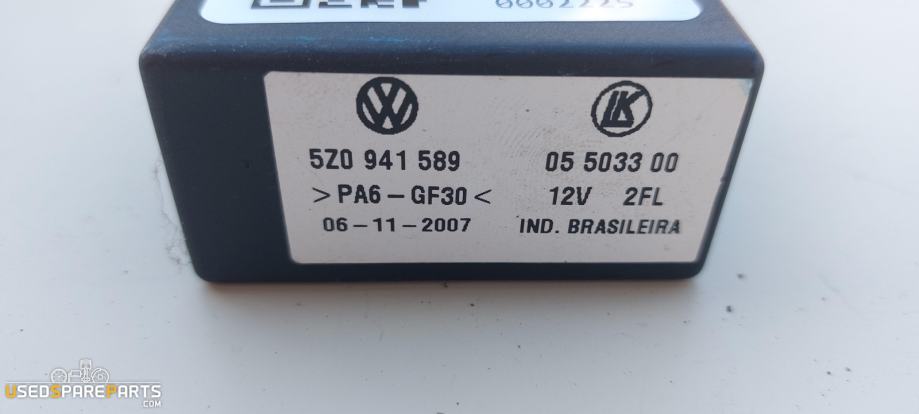 5Z0 941 589 05 5033 00
>PA6-GF30< 12V 2FL
06-11-2007 IND. BRASILEIRA
USEDSPAREPARTS
.COM